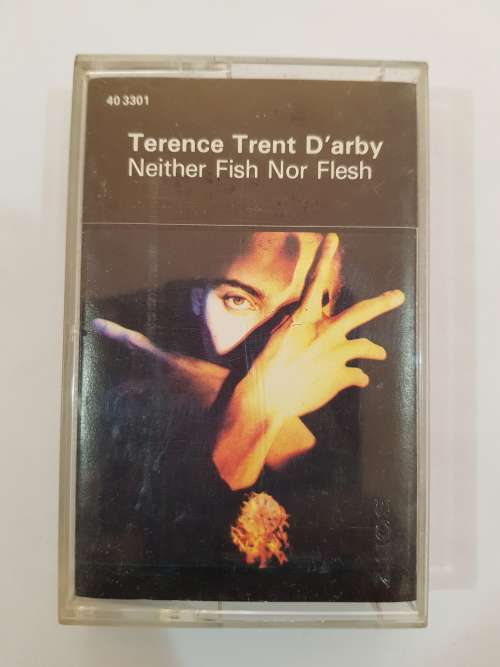 40 3301
Terence Trent D'arby
Neither Fish Nor Flesh